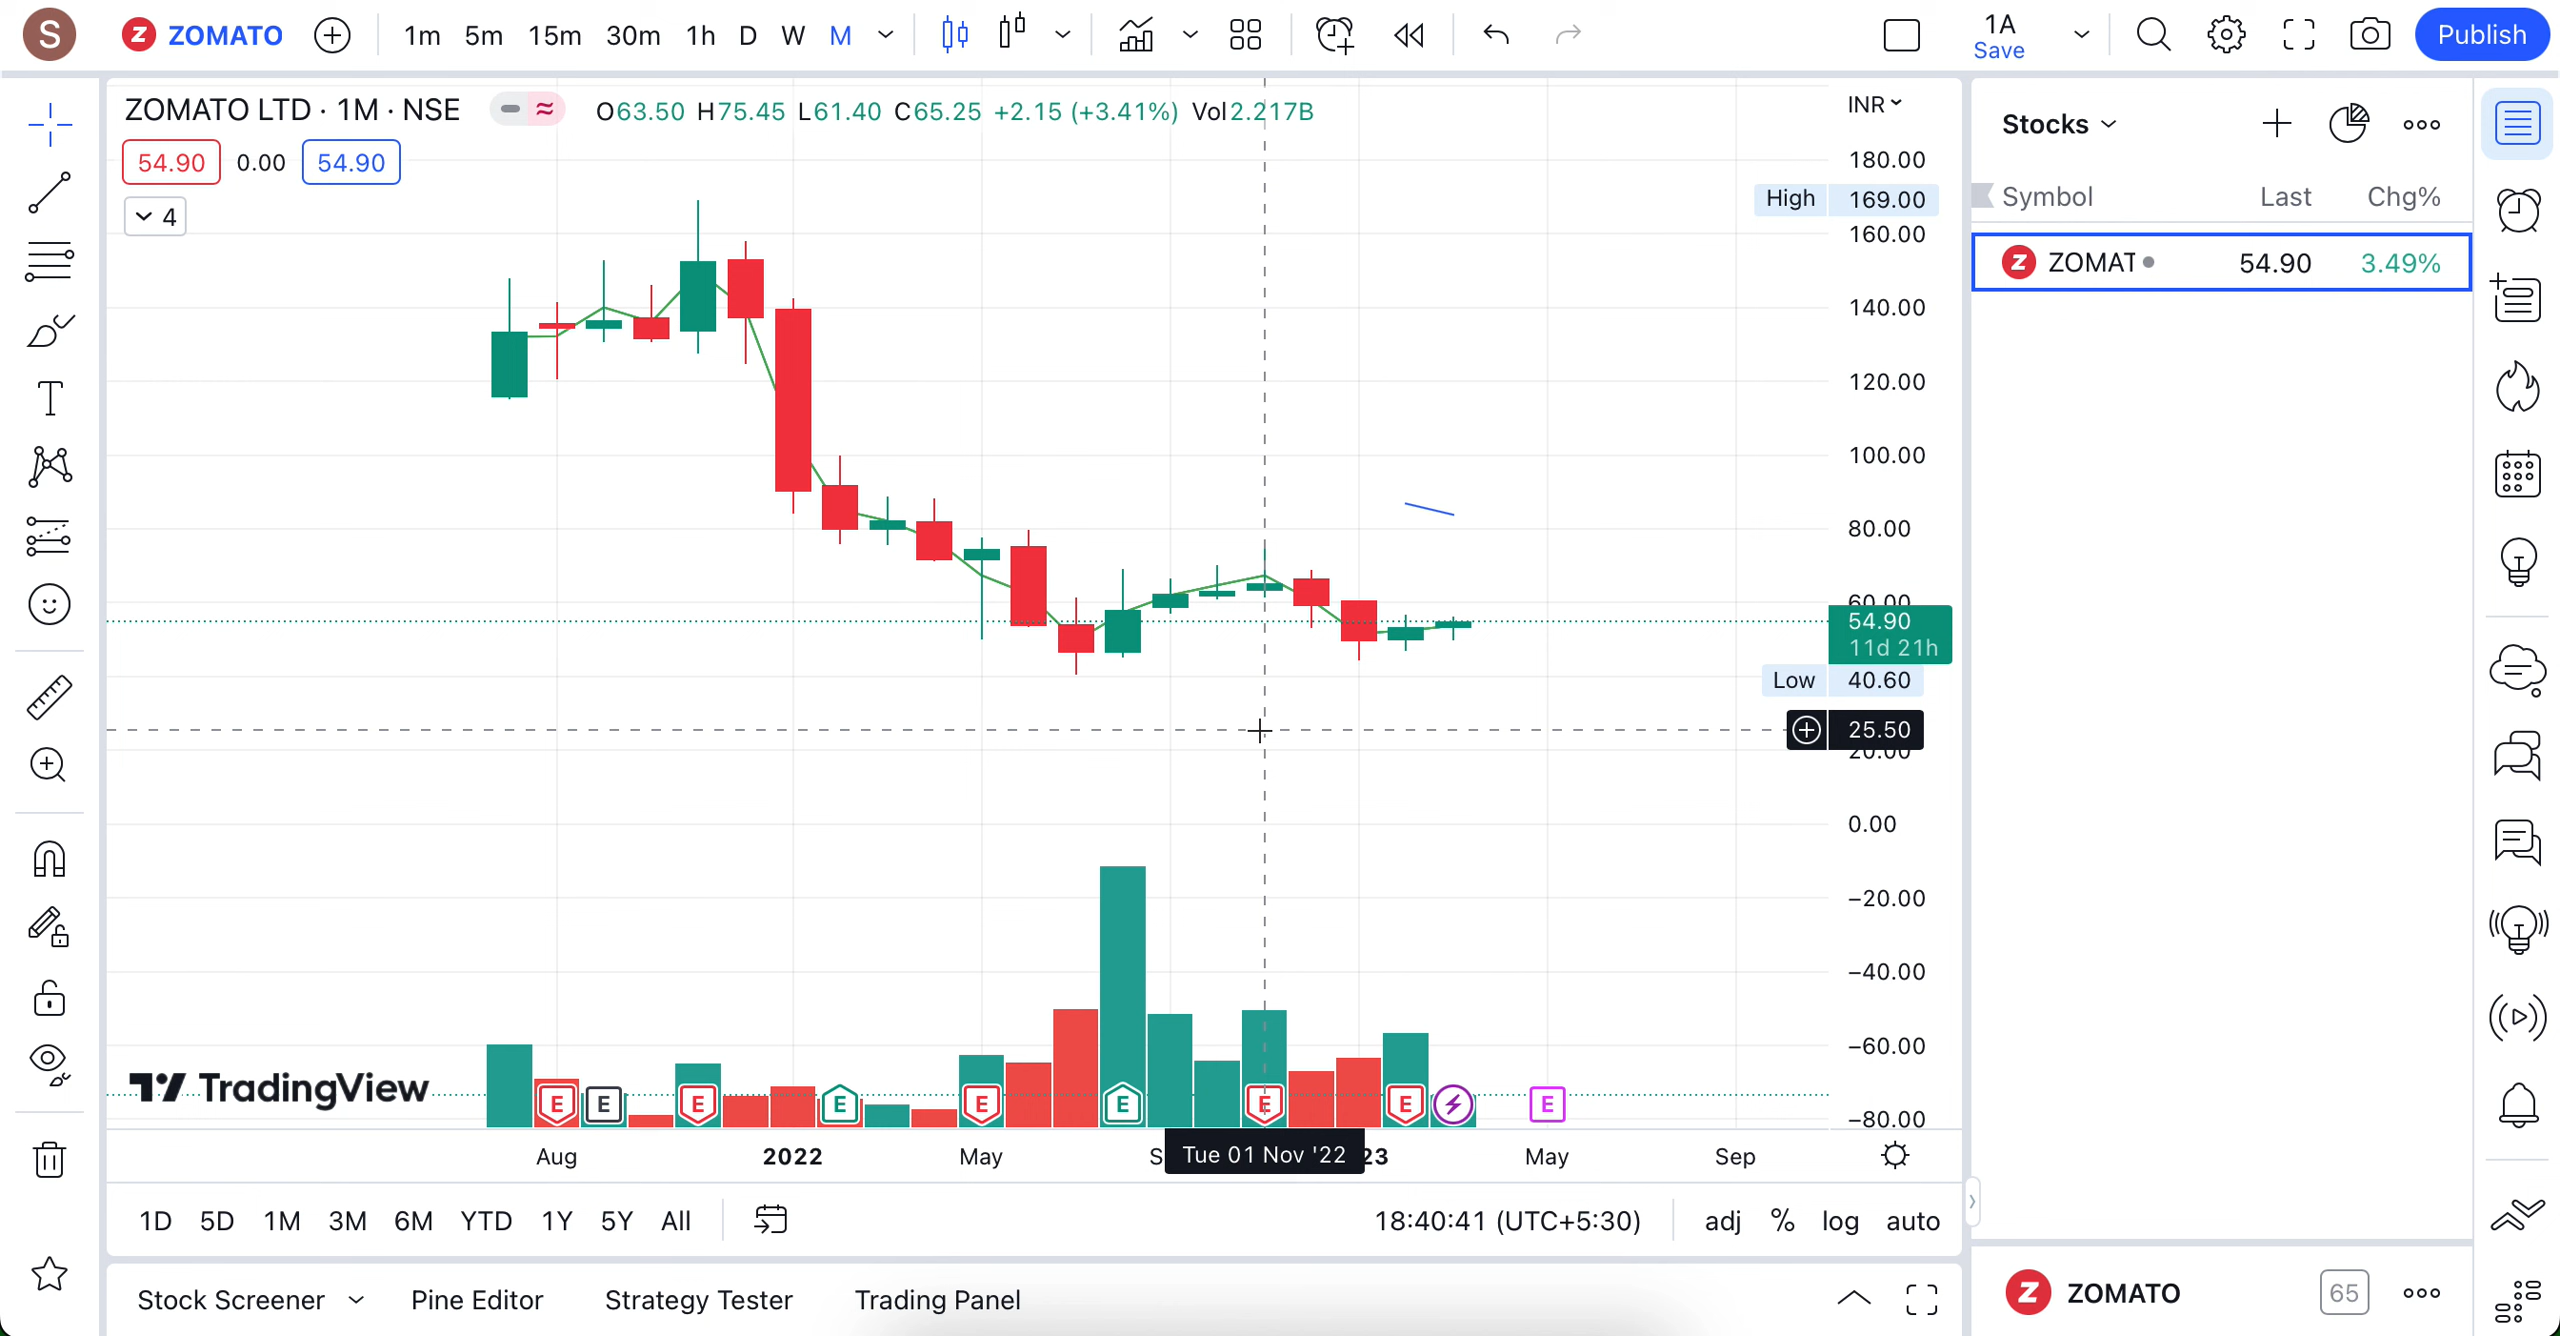 S ZOMATO 1m 5m 15m 30m 1h D W M 1A Save Publish
ZOMATO LTD · 1M · NSE O63.50 H75.45 L61.40 C65.25 +2.15 (+3.41%) Vol2.217B INR
54.90 0.00 54.90
4
180.00
High 169.00
160.00
140.00
120.00
100.00
80.00
60.00
54.90
11d 21h
Low 40.60
25.50
20.00
0.00
−20.00
−40.00
−60.00
−80.00
TradingView
E E E E E E E E E
Aug 2022 May S Tue 01 Nov '22 23 May Sep
1D 5D 1M 3M 6M YTD 1Y 5Y All 18:40:41 (UTC+5:30) adj % log auto
Stock Screener Pine Editor Strategy Tester Trading Panel
Stocks
Symbol Last Chg%
ZOMAT 54.90 3.49%
ZOMATO 65